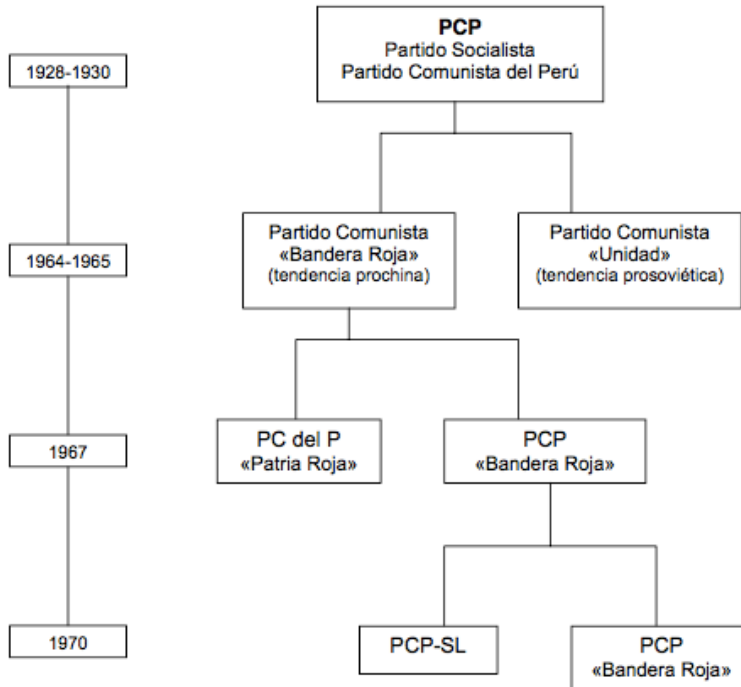 PCP
Partido Socialista
Partido Comunista del Perú
1928-1930
Partido Comunista
«Bandera Roja»
(tendencia prochina)
Partido Comunista
«Unidad»
(tendencia prosoviética)
1964-1965
PC del P
«Patria Roja»
PCP
«Bandera Roja»
1967
PCP-SL
PCP
«Bandera Roja»
1970